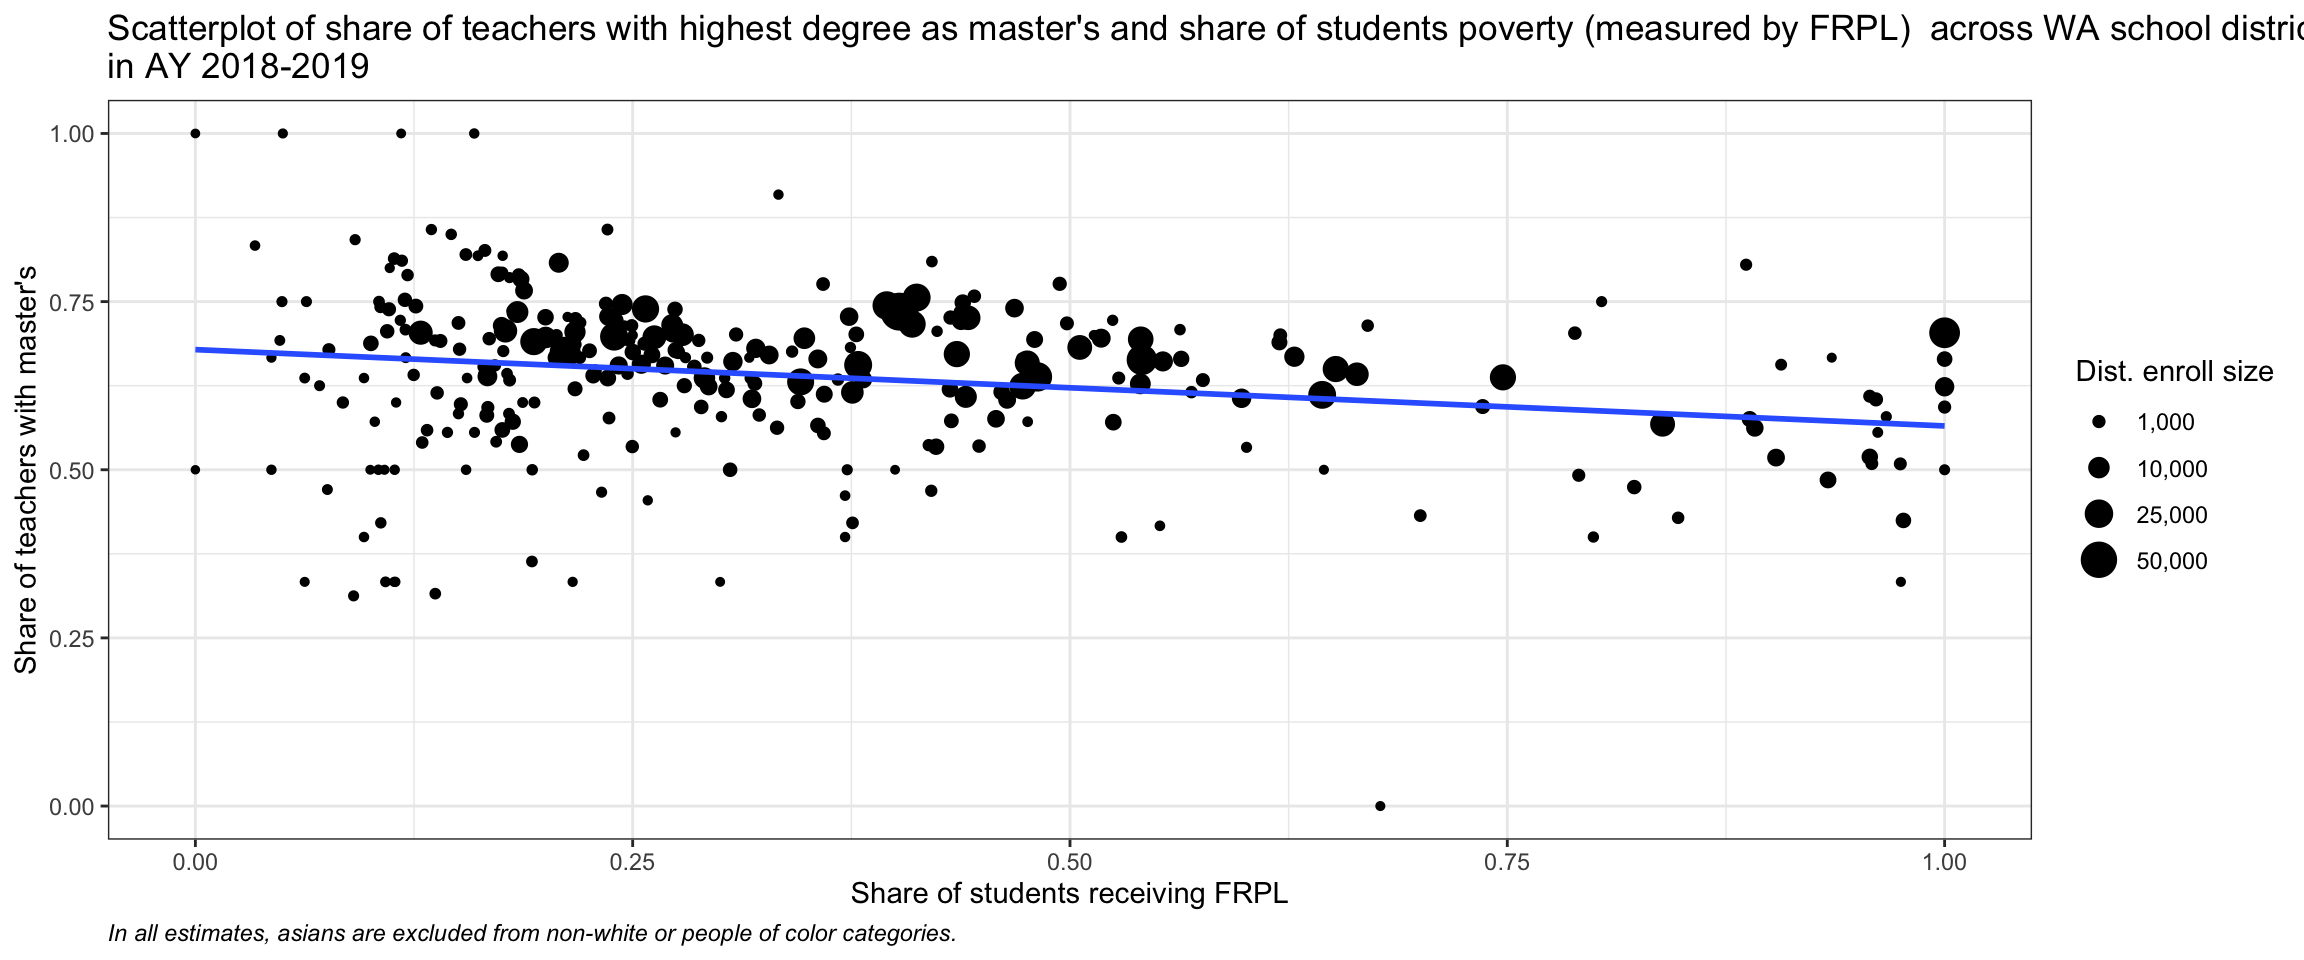 Scatterplot of share of teachers with highest degree as master's and share of students poverty (measured by FRPL)  across WA school distric
in AY 2018-2019
Share of teachers with master's
1.00
0.75
0.50
0.25
0.00
0.00 0.25 0.50 0.75 1.00
Share of students receiving FRPL
Dist. enroll size
1,000
10,000
25,000
50,000
In all estimates, asians are excluded from non-white or people of color categories.